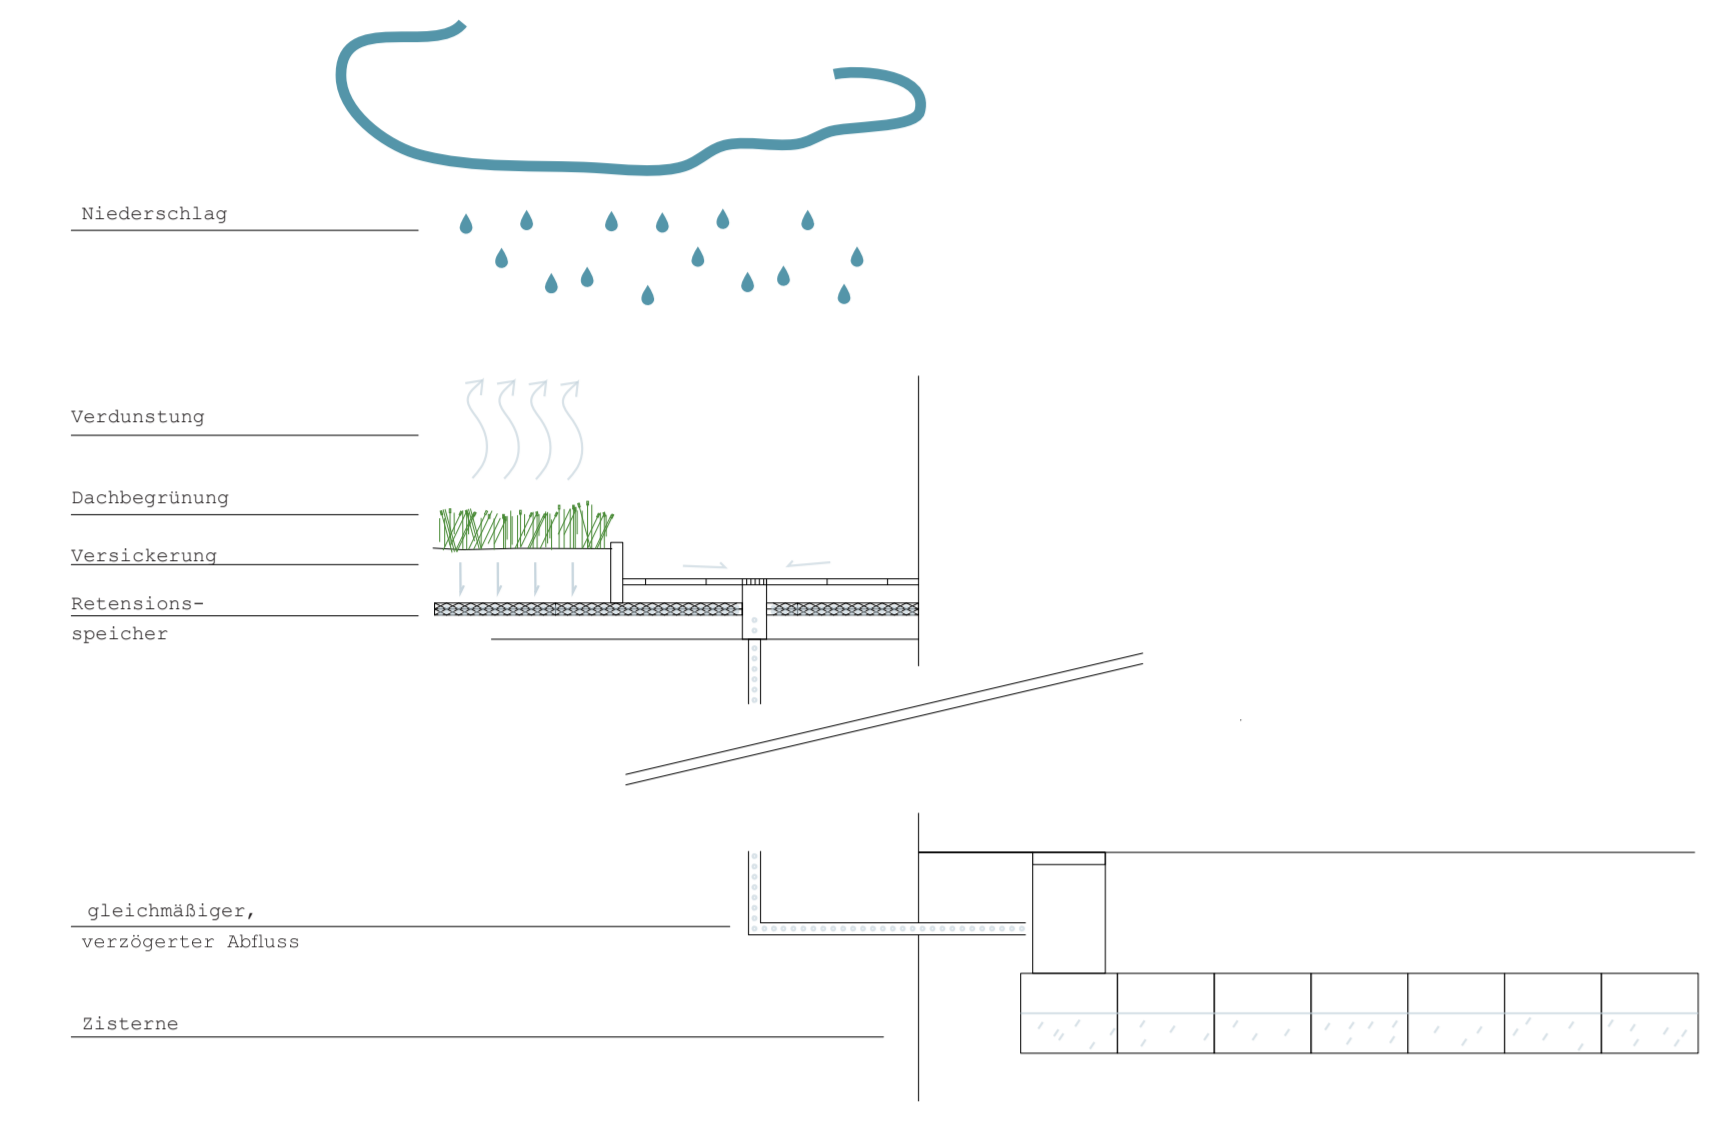 Niederschlag
Verdunstung
Dachbegrünung
Versickerung
Retensions-
speicher
gleichmäßiger,
verzögerter Abfluss
Zisterne